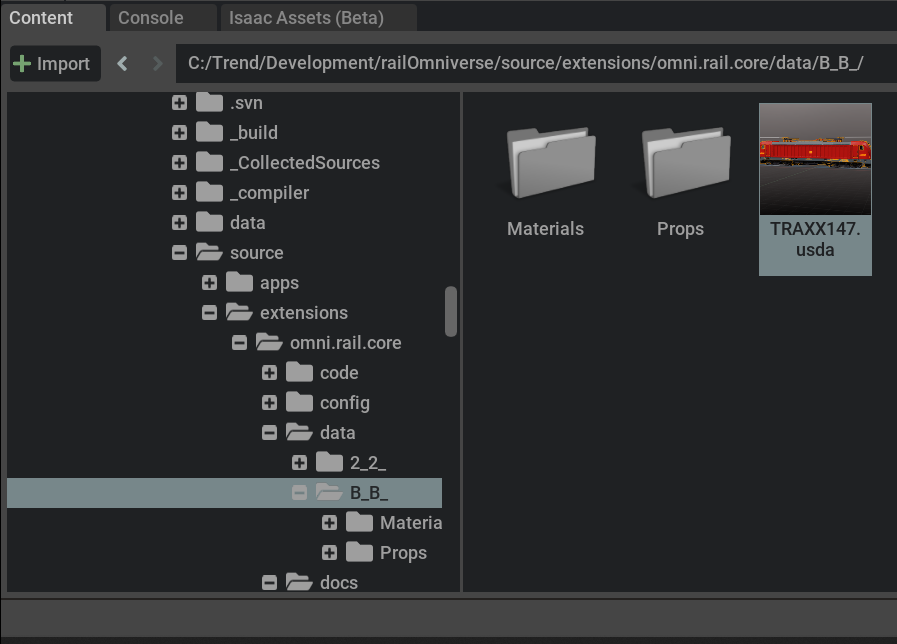 Content Console Isaac Assets (Beta)
Import C:/Trend/Development/railOmniverse/source/extensions/omni.rail.core/data/B_B_/
.svn
_build
_CollectedSources
_compiler
data
source
apps
extensions
omni.rail.core
code
config
data
2_2_
B_B_
Materia
Props
docs
Materials Props TRAXX147.
usda